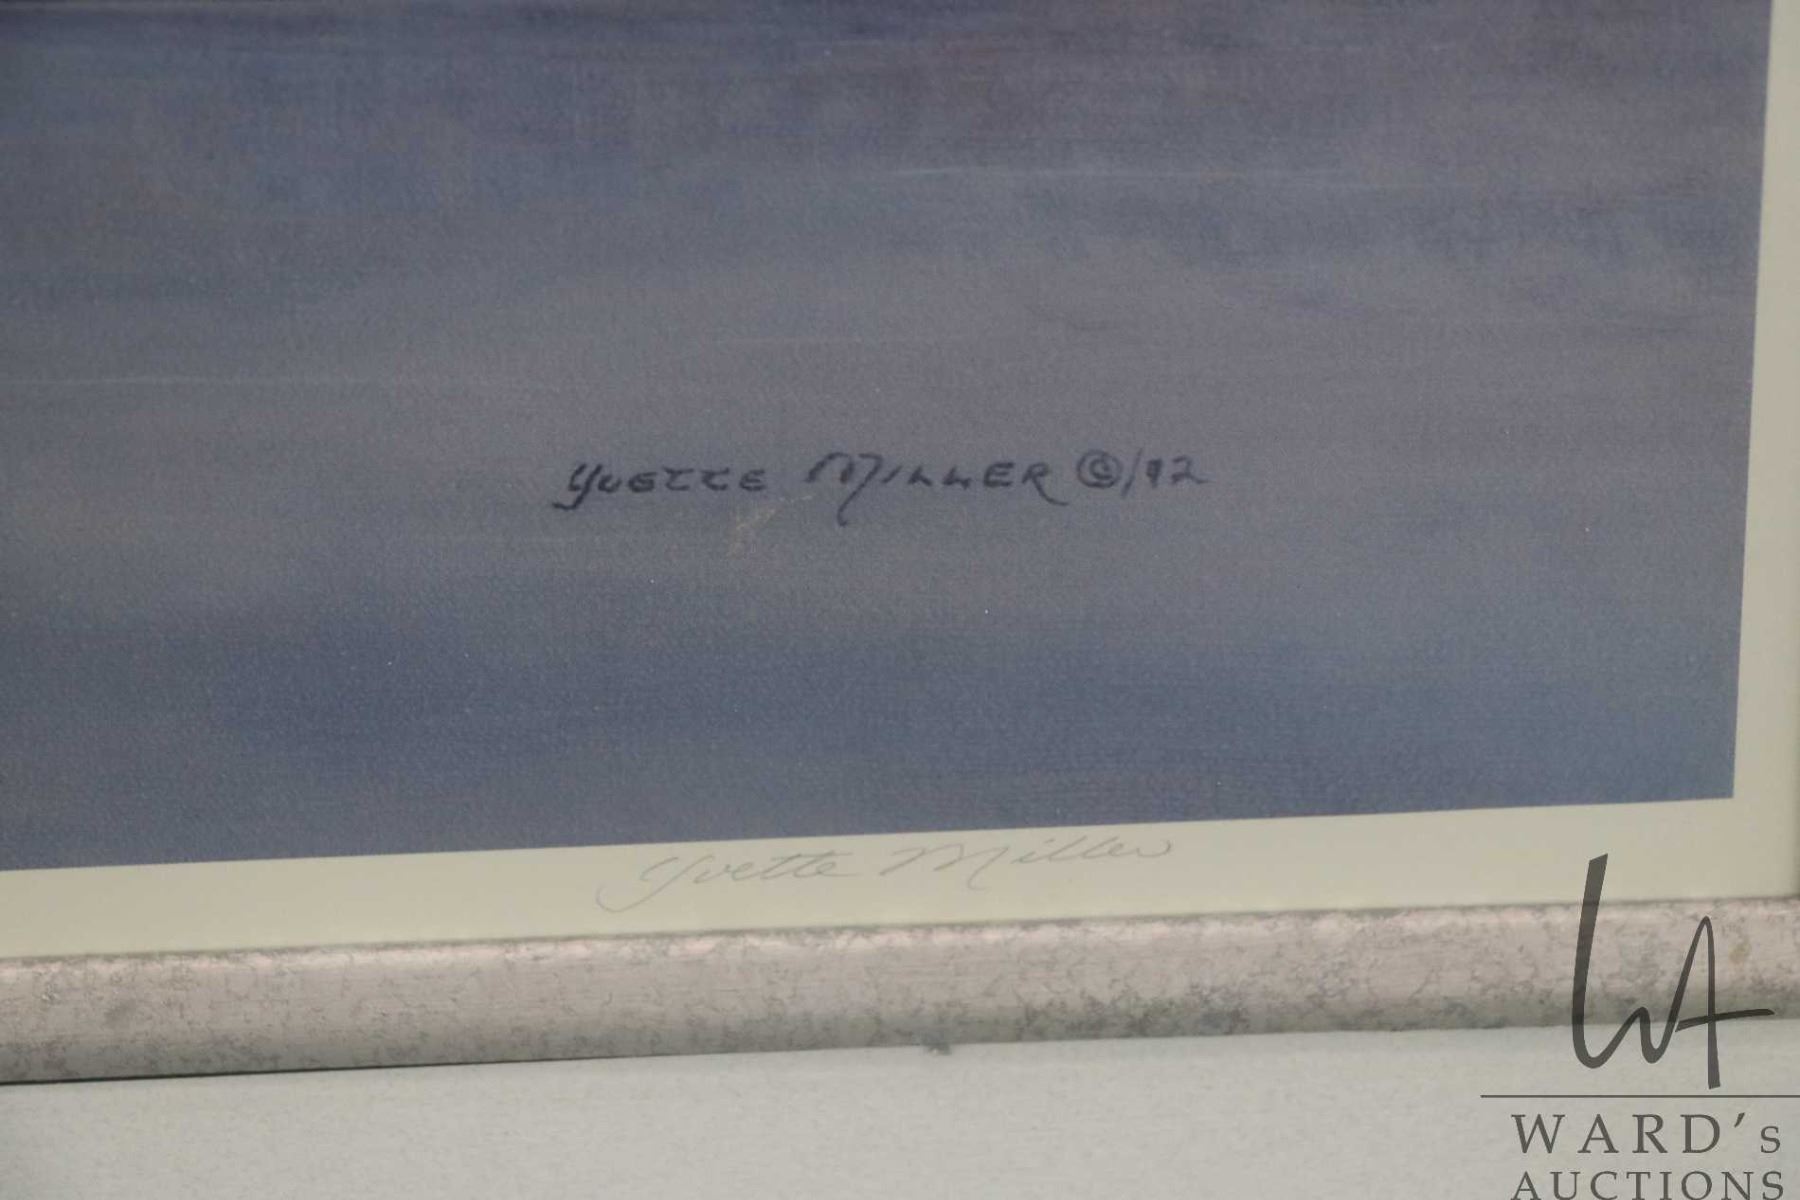 Yvette Miller ©/92
Yvette Miller
WARD's
AUCTIONS